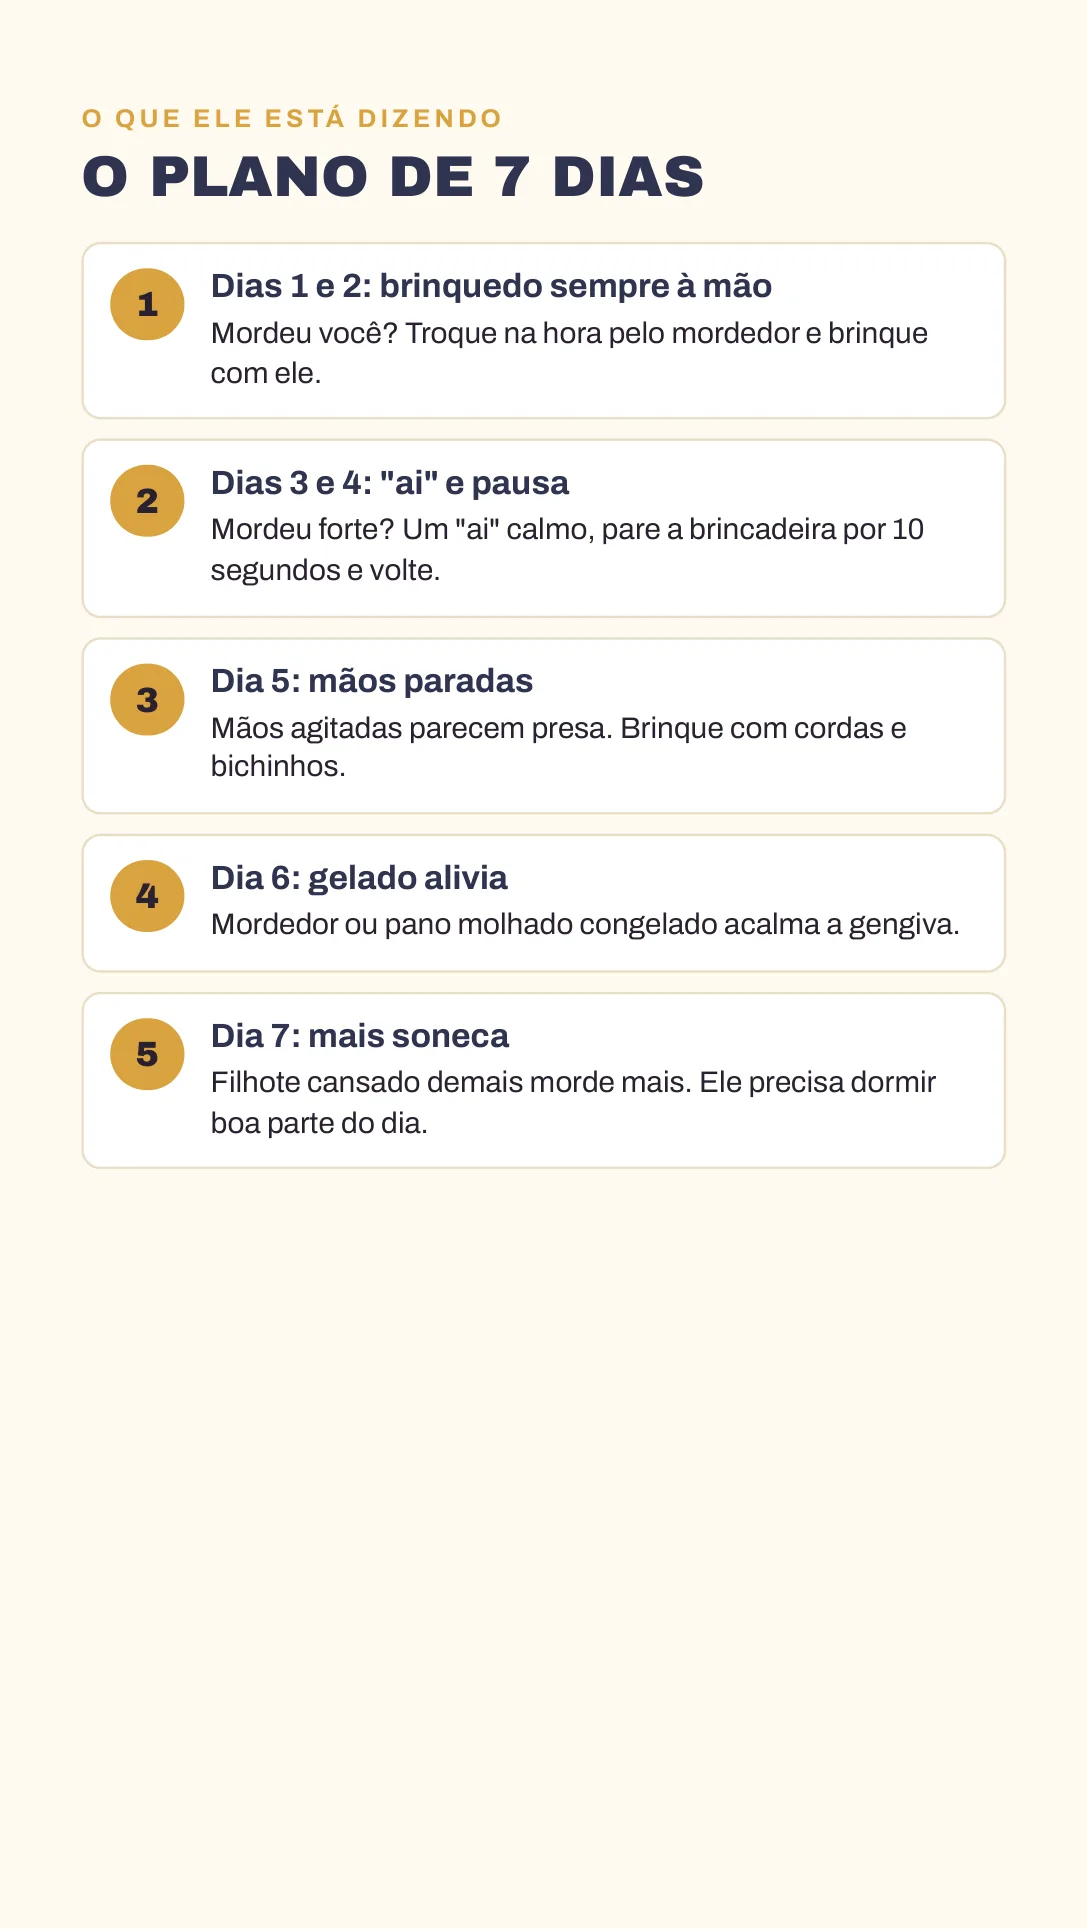 O QUE ELE ESTÁ DIZENDO
O PLANO DE 7 DIAS
1
Dias 1 e 2: brinquedo sempre à mão
Mordeu você? Troque na hora pelo mordedor e brinque
com ele.
2
Dias 3 e 4: "ai" e pausa
Mordeu forte? Um "ai" calmo, pare a brincadeira por 10
segundos e volte.
3
Dia 5: mãos paradas
Mãos agitadas parecem presa. Brinque com cordas e
bichinhos.
4
Dia 6: gelado alivia
Mordedor ou pano molhado congelado acalma a gengiva.
5
Dia 7: mais soneca
Filhote cansado demais morde mais. Ele precisa dormir
boa parte do dia.